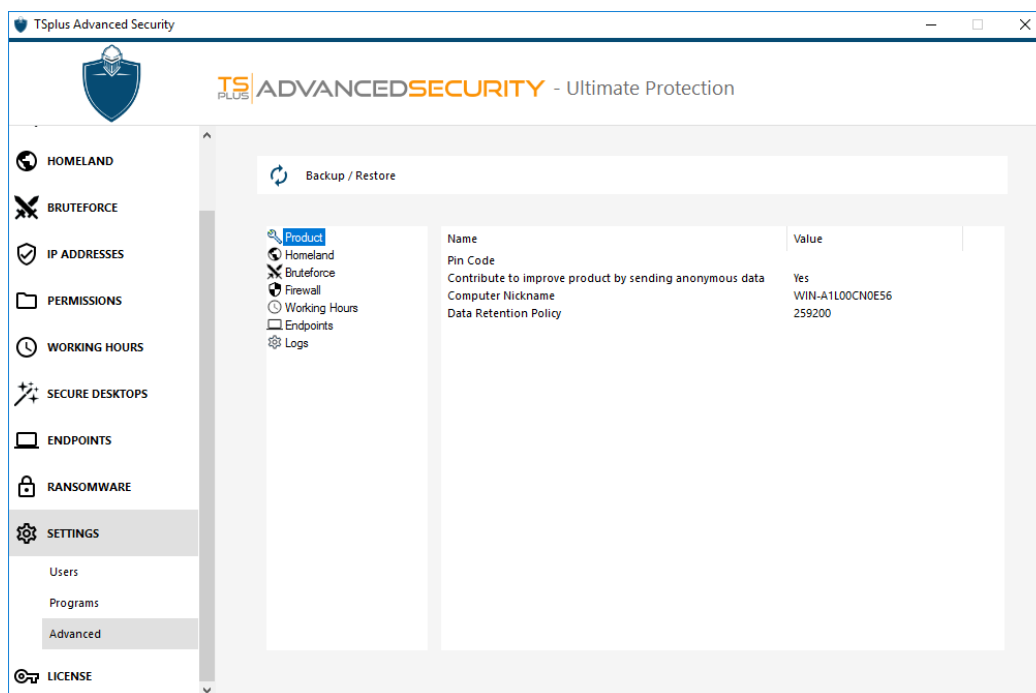 TSplus Advanced Security
TS PLUS ADVANCEDSECURITY - Ultimate Protection
HOMELAND
BRUTEFORCE
IP ADDRESSES
PERMISSIONS
WORKING HOURS
SECURE DESKTOPS
ENDPOINTS
RANSOMWARE
SETTINGS
Users
Programs
Advanced
LICENSE
Backup / Restore
Product
Homeland
Bruteforce
Firewall
Working Hours
Endpoints
Logs
Name Value
Pin Code
Contribute to improve product by sending anonymous data Yes
Computer Nickname WIN-A1L00CN0E56
Data Retention Policy 259200